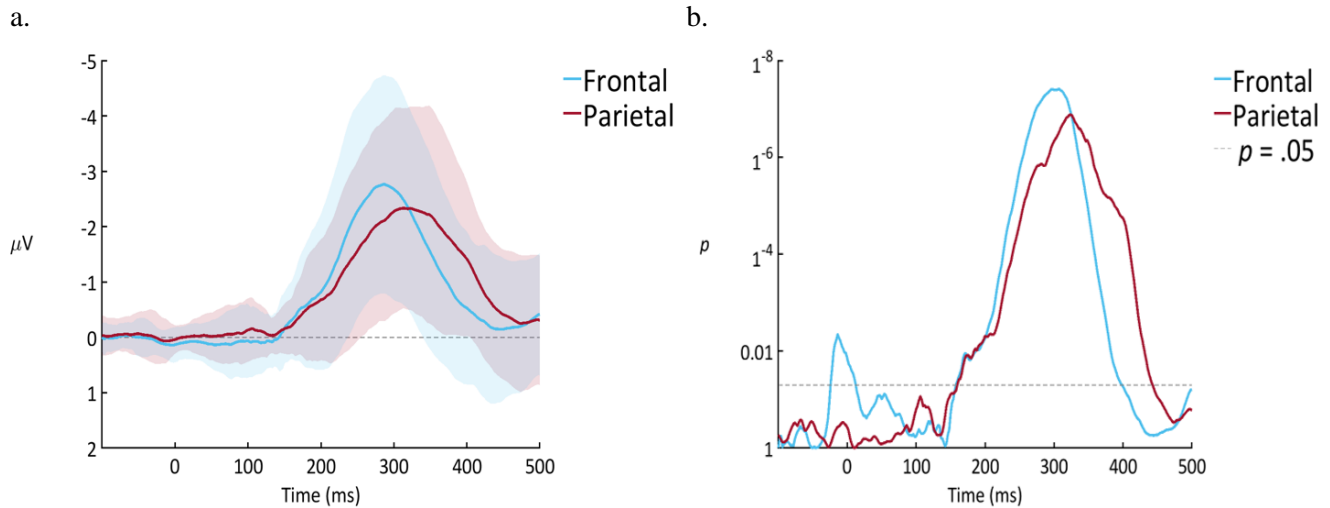 a.
-5
-4
-3
-2
-1
0
1
2
μV
0 100 200 300 400 500
Time (ms)
Frontal
Parietal
b.
1⁻⁸
1⁻⁶
1⁻⁴
0.01
1
p
0 100 200 300 400 500
Time (ms)
Frontal
Parietal
p = .05